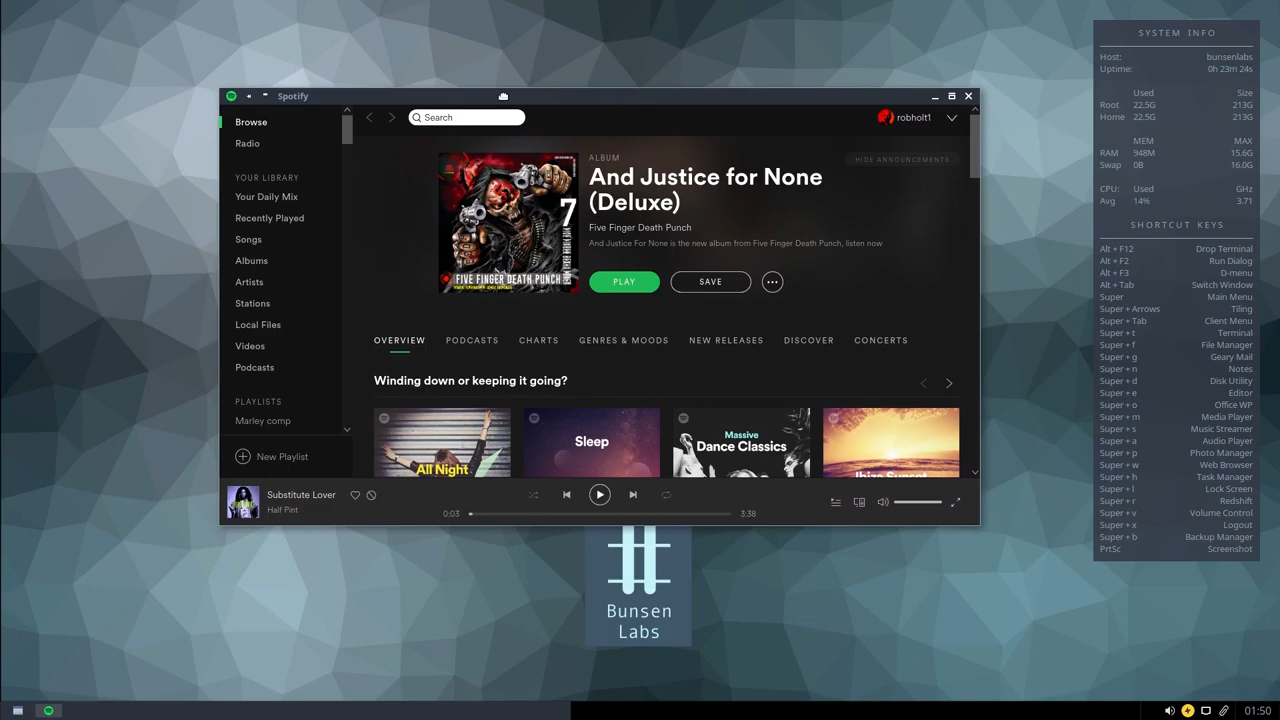 Spotify
Search
robholt1
Browse
Radio
YOUR LIBRARY
Your Daily Mix
Recently Played
Songs
Albums
Artists
Stations
Local Files
Videos
Podcasts
PLAYLISTS
Marley comp
New Playlist
HIDE ANNOUNCEMENTS
ALBUM
And Justice for None
(Deluxe)
Five Finger Death Punch
And Justice For None is the new album from Five Finger Death Punch, listen now
PLAY
SAVE
7
FIVE FINGER DEATH PUNCH
OVERVIEW PODCASTS CHARTS GENRES & MOODS NEW RELEASES DISCOVER CONCERTS
Winding down or keeping it going?
All Night
Sleep
Massive
Dance Classics
Ibiza Sunset
Substitute Lover
Half Pint
0:03
3:38
Bunsen
Labs
SYSTEM INFO
Host: bunsenlabs
Uptime: 0h 23m 24s
Used Size
Root 22.5G 213G
Home 22.5G 213G
MEM MAX
RAM 948M 15.6G
Swap 0B 16.0G
CPU: Used GHz
Avg 14% 3.71
SHORTCUT KEYS
Alt + F12 Drop Terminal
Alt + F2 Run Dialog
Alt + F3 D-menu
Alt + Tab Switch Window
Super Main Menu
Super + Arrows Tiling
Super + Tab Client Menu
Super + t Terminal
Super + f File Manager
Super + g Geary Mail
Super + n Notes
Super + d Disk Utility
Super + e Editor
Super + o Office WP
Super + m Media Player
Super + s Music Streamer
Super + a Audio Player
Super + p Photo Manager
Super + w Web Browser
Super + h Task Manager
Super + l Lock Screen
Super + r Redshift
Super + v Volume Control
Super + x Logout
Super + b Backup Manager
PrtSc Screenshot
01:50